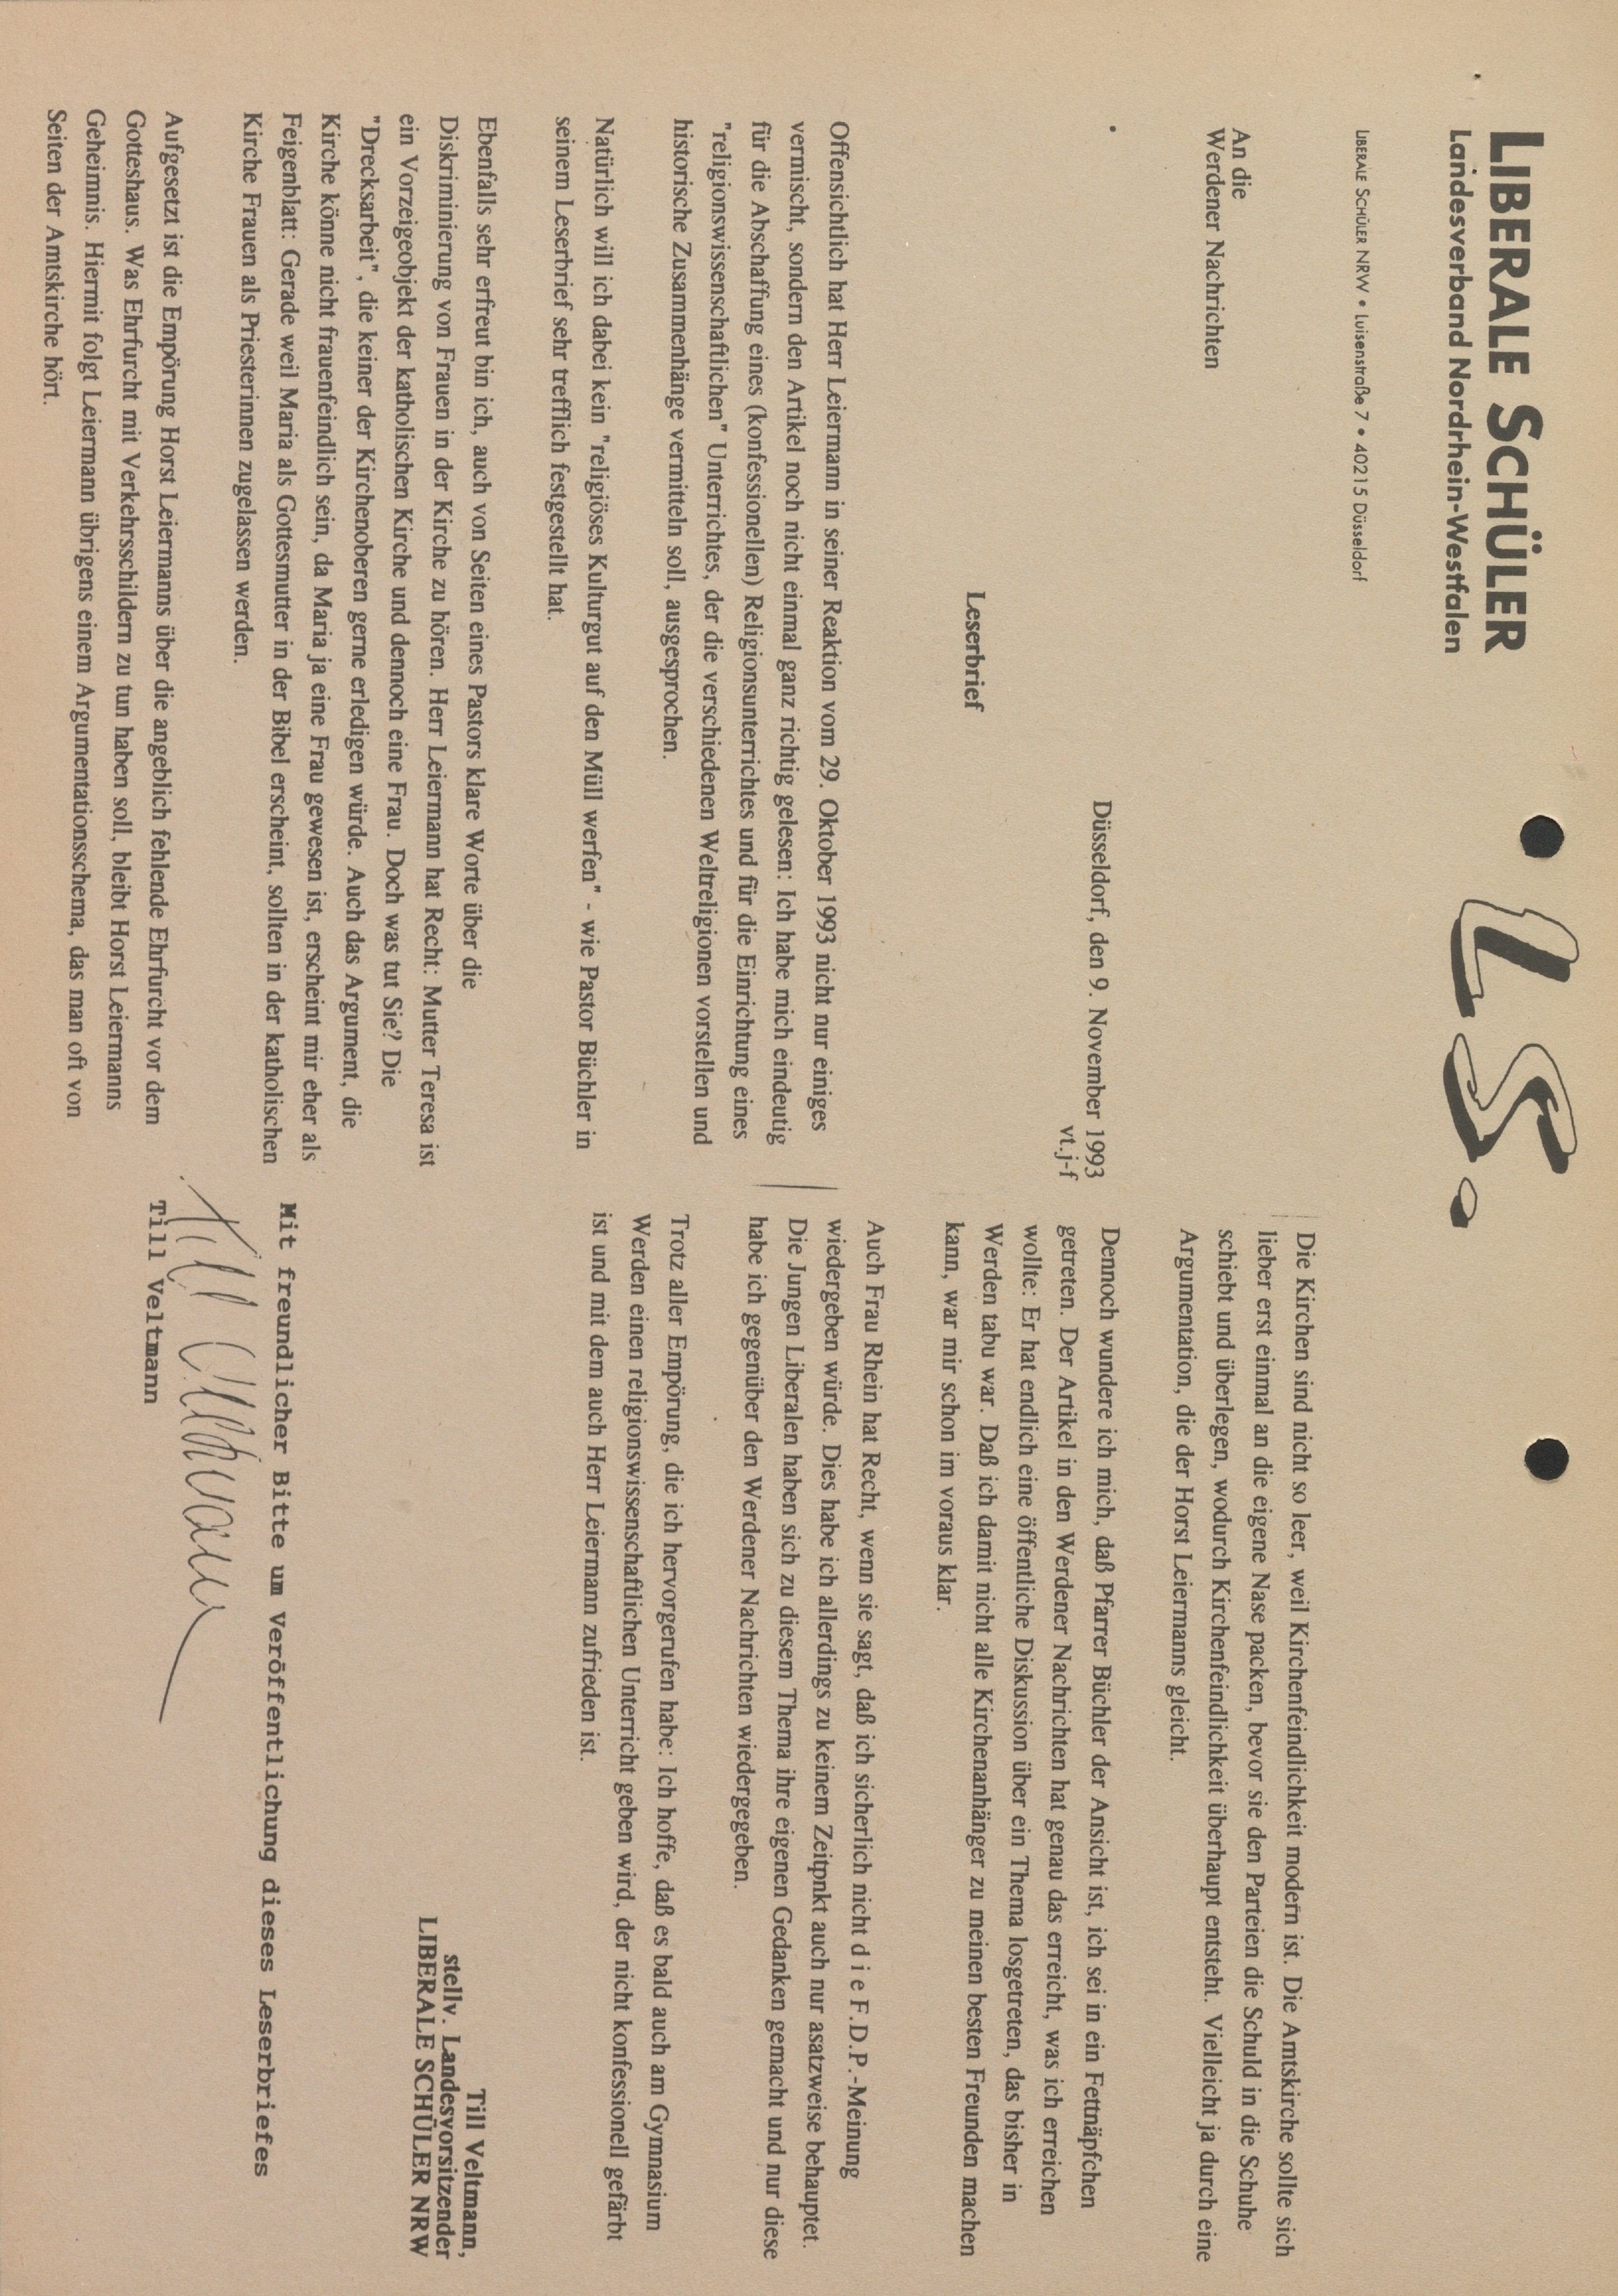 LIBERALE SCHÜLER
Landesverband Nordrhein-Westfalen
LS.
LIBERALE SCHÜLER NRW • Luisenstraße 7 • 40215 Düsseldorf
An die
Werdener Nachrichten
Düsseldorf, den 9. November 1993
vt.j-f
Leserbrief
Offensichtlich hat Herr Leiermann in seiner Reaktion vom 29. Oktober 1993 nicht nur einiges
vermischt, sondern den Artikel noch nicht einmal ganz richtig gelesen: Ich habe mich eindeutig
für die Abschaffung eines (konfessionellen) Religionsunterrichtes und für die Einrichtung eines
"religionswissenschaftlichen" Unterrichtes, der die verschiedenen Weltreligionen vorstellen und
historische Zusammenhänge vermitteln soll, ausgesprochen.
Natürlich will ich dabei kein "religiöses Kulturgut auf den Müll werfen" - wie Pastor Büchler in
seinem Leserbrief sehr trefflich festgestellt hat.
Ebenfalls sehr erfreut bin ich, auch von Seiten eines Pastors klare Worte über die
Diskriminierung von Frauen in der Kirche zu hören. Herr Leiermann hat Recht: Mutter Teresa ist
ein Vorzeigeobjekt der katholischen Kirche und dennoch eine Frau. Doch was tut Sie? Die
"Drecksarbeit", die keiner der Kirchenoberen gerne erledigen würde. Auch das Argument, die
Kirche könne nicht frauenfeindlich sein, da Maria ja eine Frau gewesen ist, erscheint mir eher als
Feigenblatt: Gerade weil Maria als Gottesmutter in der Bibel erscheint, sollten in der katholischen
Kirche Frauen als Priesterinnen zugelassen werden.
Aufgesetzt ist die Empörung Horst Leiermanns über die angeblich fehlende Ehrfurcht vor dem
Gotteshaus. Was Ehrfurcht mit Verkehrsschildern zu tun haben soll, bleibt Horst Leiermanns
Geheimnis. Hiermit folgt Leiermann übrigens einem Argumentationsschema, das man oft von
Seiten der Amtskirche hört.
Die Kirchen sind nicht so leer, weil Kirchenfeindlichkeit modern ist. Die Amtskirche sollte sich
lieber erst einmal an die eigene Nase packen, bevor sie den Parteien die Schuld in die Schuhe
schiebt und überlegen, wodurch Kirchenfeindlichkeit überhaupt entsteht. Vielleicht ja durch eine
Argumentation, die der Horst Leiermanns gleicht.
Dennoch wundere ich mich, daß Pfarrer Büchler der Ansicht ist, ich sei in ein Fettnäpfchen
getreten. Der Artikel in den Werdener Nachrichten hat genau das erreicht, was ich erreichen
wollte: Er hat endlich eine öffentliche Diskussion über ein Thema losgetreten, das bisher in
Werden tabu war. Daß ich damit nicht alle Kirchenanhänger zu meinen besten Freunden machen
kann, war mir schon im voraus klar.
Auch Frau Rhein hat Recht, wenn sie sagt, daß ich sicherlich nicht d i e F.D.P.-Meinung
wiedergeben würde. Dies habe ich allerdings zu keinem Zeitpnkt auch nur asatzweise behauptet.
Die Jungen Liberalen haben sich zu diesem Thema ihre eigenen Gedanken gemacht und nur diese
habe ich gegenüber den Werdener Nachrichten wiedergegeben.
Trotz aller Empörung, die ich hervorgerufen habe: Ich hoffe, daß es bald auch am Gymnasium
Werden einen religionswissenschaftlichen Unterricht geben wird, der nicht konfessionell gefärbt
ist und mit dem auch Herr Leiermann zufrieden ist.
Till Veltmann,
stellv. Landesvorsitzender
LIBERALE SCHÜLER NRW
Mit freundlicher Bitte um Veröffentlichung dieses Leserbriefes
Till Veltmann
Till Veltmann